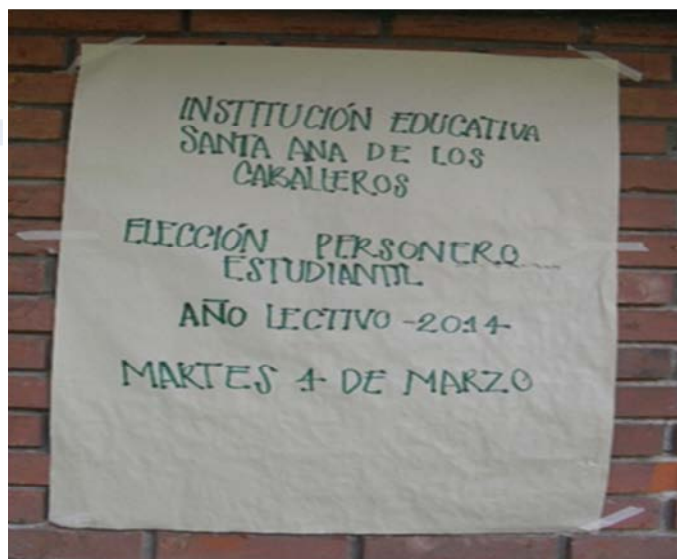 INSTITUCIÓN EDUCATIVA
SANTA ANA DE LOS
CABALLEROS
ELECCIÓN PERSONERO
ESTUDIANTIL
AÑO LECTIVO -2014-
MARTES 4 DE MARZO